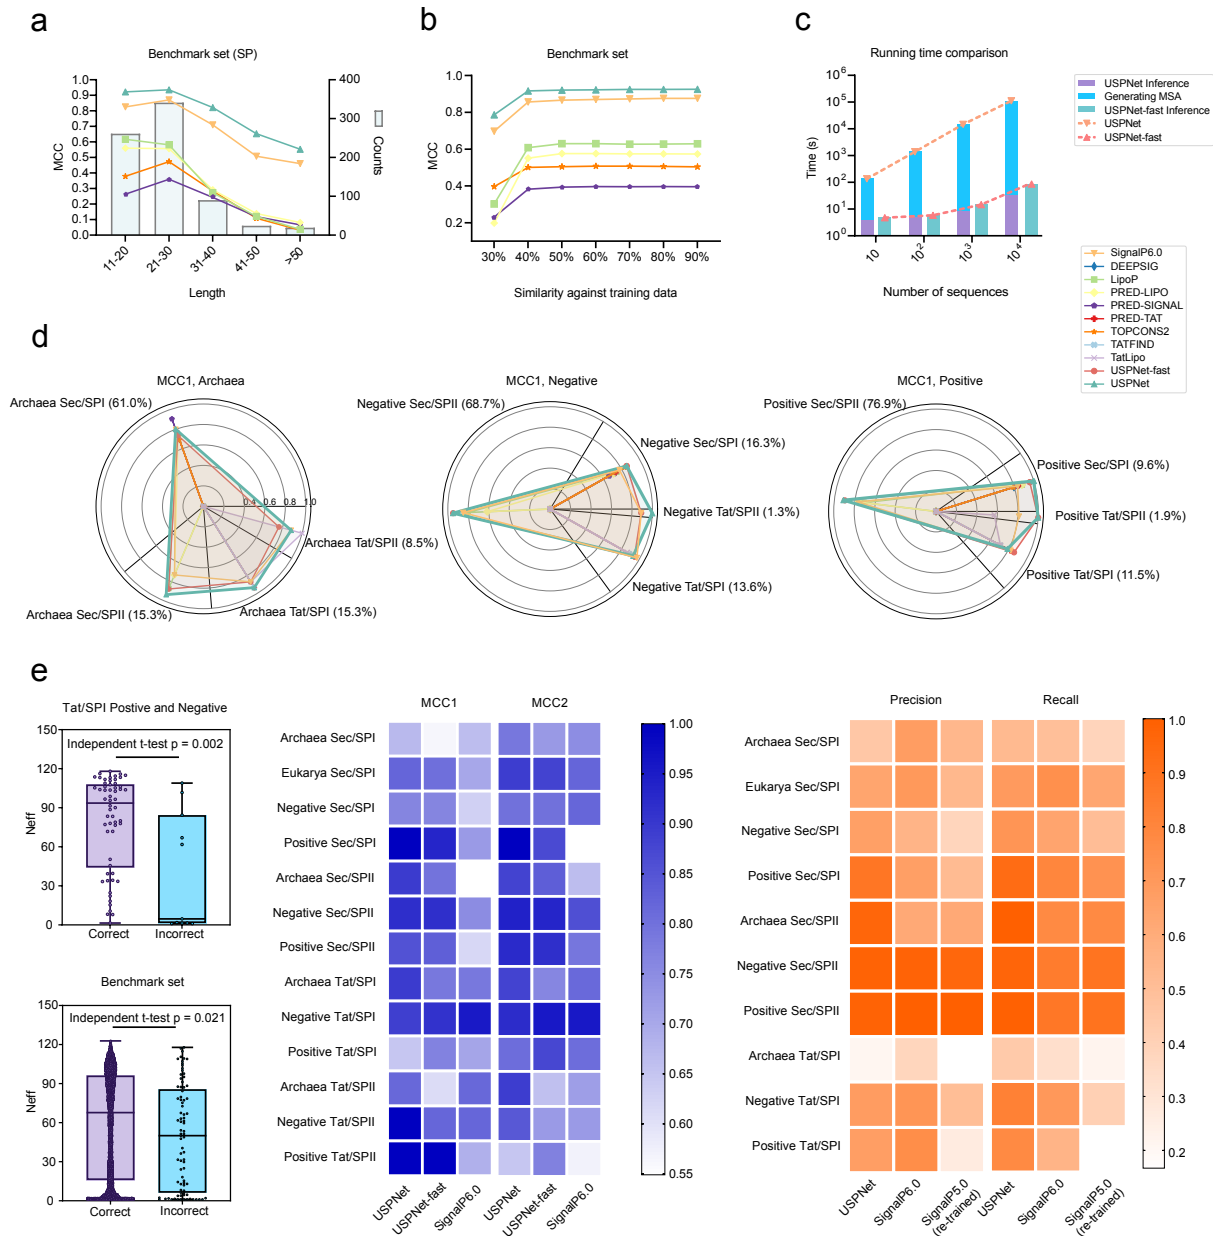 a
Benchmark set (SP)
MCC
1.0
0.9
0.8
0.7
0.6
0.5
0.4
0.3
0.2
0.1
0.0
400
300
200
100
0
Counts
11-20
21-30
31-40
41-50
>50
Length
b
Benchmark set
MCC
1.0
0.8
0.6
0.4
0.2
30%
40%
50%
60%
70%
80%
90%
Similarity against training data
c
Running time comparison
Time (s)
10⁶
10⁵
10⁴
10³
10²
10¹
10⁰
10
10²
10³
10⁴
Number of sequences
USPNet Inference
Generating MSA
USPNet-fast Inference
USPNet
USPNet-fast
SignalP6.0
DEEPSIG
LipoP
PRED-LIPO
PRED-SIGNAL
PRED-TAT
TOPCONS2
TATFIND
TatLipo
USPNet-fast
USPNet
d
MCC1, Archaea
Archaea Sec/SPI (61.0%)
0.4
0.6
0.8
1.0
Archaea Tat/SPII (8.5%)
Archaea Sec/SPII (15.3%)
Archaea Tat/SPI (15.3%)
MCC1, Negative
Negative Sec/SPII (68.7%)
Negative Sec/SPI (16.3%)
Negative Tat/SPII (1.3%)
Negative Tat/SPI (13.6%)
MCC1, Positive
Positive Sec/SPII (76.9%)
Positive Sec/SPI (9.6%)
Positive Tat/SPII (1.9%)
Positive Tat/SPI (11.5%)
e
Tat/SPI Postive and Negative
Independent t-test p = 0.002
Neff
150
120
90
60
30
0
Correct
Incorrect
Benchmark set
Independent t-test p = 0.021
Neff
150
120
90
60
30
0
Correct
Incorrect
MCC1
MCC2
Archaea Sec/SPI
Eukarya Sec/SPI
Negative Sec/SPI
Positive Sec/SPI
Archaea Sec/SPII
Negative Sec/SPII
Positive Sec/SPII
Archaea Tat/SPI
Negative Tat/SPI
Positive Tat/SPI
Archaea Tat/SPII
Negative Tat/SPII
Positive Tat/SPII
USPNet
USPNet-fast
SignalP6.0
USPNet
USPNet-fast
SignalP6.0
1.00
0.95
0.90
0.85
0.80
0.75
0.70
0.65
0.60
0.55
Precision
Recall
Archaea Sec/SPI
Eukarya Sec/SPI
Negative Sec/SPI
Positive Sec/SPI
Archaea Sec/SPII
Negative Sec/SPII
Positive Sec/SPII
Archaea Tat/SPI
Negative Tat/SPI
Positive Tat/SPI
USPNet
SignalP6.0
SignalP5.0
(re-trained)
USPNet
SignalP6.0
SignalP5.0
(re-trained)
1.0
0.9
0.8
0.7
0.6
0.5
0.4
0.3
0.2